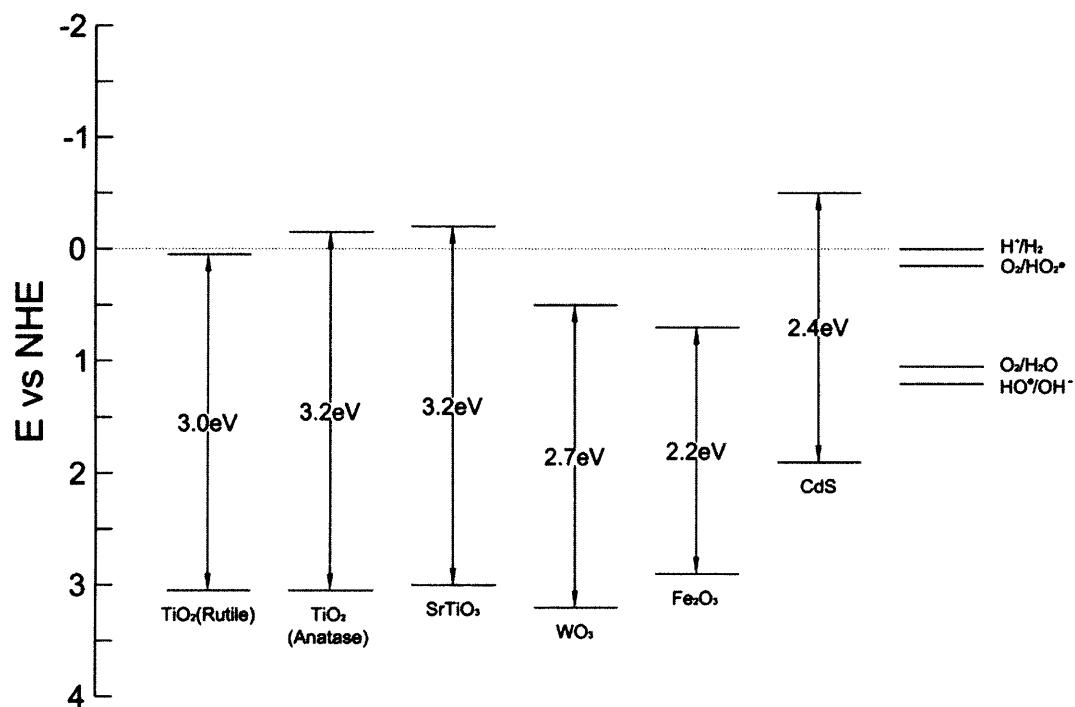 E vs NHE
-2
-1
0
1
2
3
4
3.0eV
TiO₂(Rutile)
3.2eV
TiO₂
(Anatase)
3.2eV
SrTiO₃
2.7eV
WO₃
2.2eV
Fe₂O₃
2.4eV
CdS
H⁺/H₂
O₂/HO₂•
O₂/H₂O
HO•/OH⁻